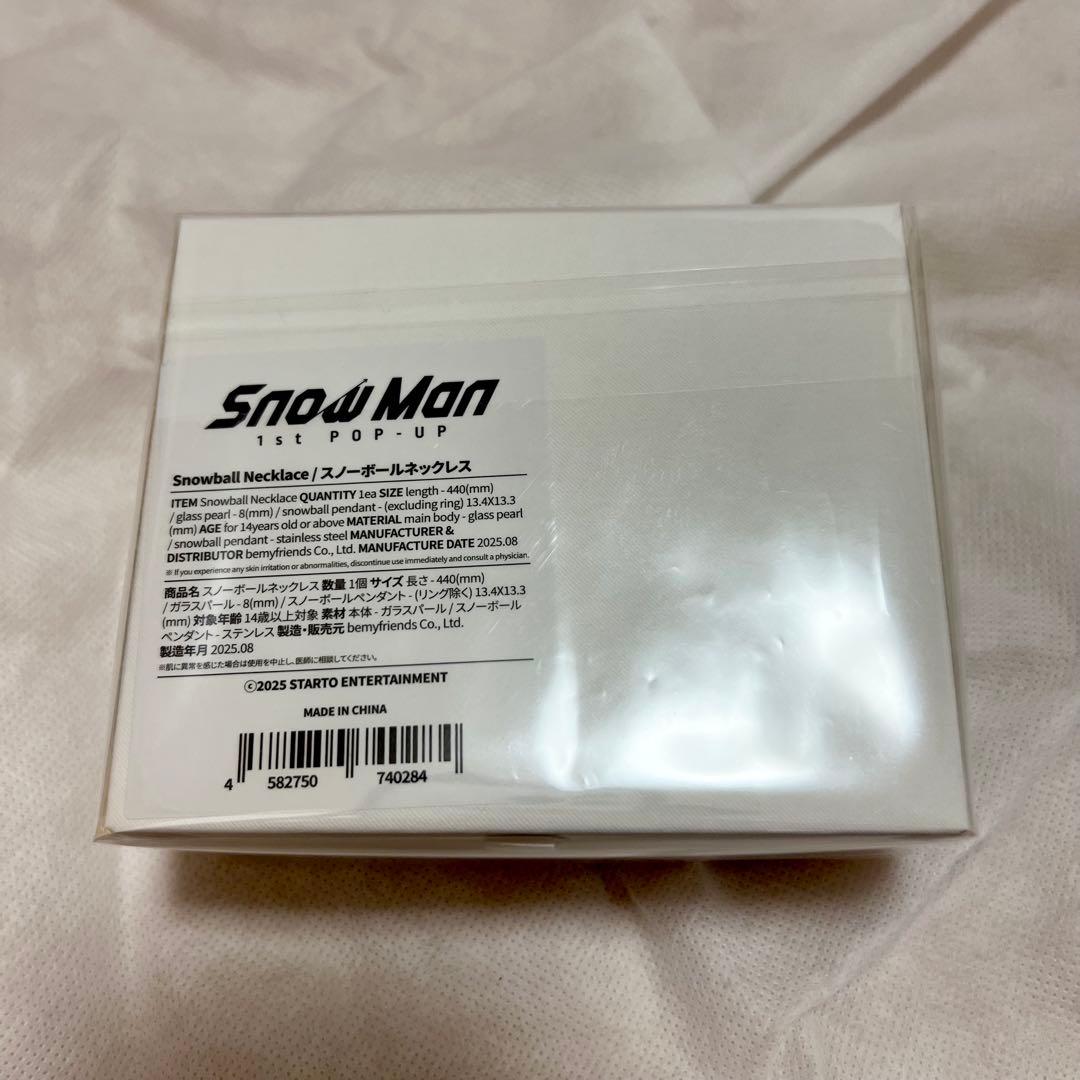 Snow Man
1st POP-UP
Snowball Necklace / スノーボールネックレス
ITEM Snowball Necklace QUANTITY 1ea SIZE length - 440(mm)
/ glass pearl - 8(mm) / snowball pendant - (excluding ring) 13.4X13.3
(mm) AGE for 14years old or above MATERIAL main body - glass pearl
/ snowball pendant - stainless steel MANUFACTURER &
DISTRIBUTOR bemyfriends Co., Ltd. MANUFACTURE DATE 2025.08
※ If you experience any skin irritation or abnormalities, discontinue use immediately and consult a physician.
商品名 スノーボールネックレス 数量 1個 サイズ 長さ - 440(mm)
/ ガラスパール - 8(mm) / スノーボールペンダント - (リング除く) 13.4X13.3
(mm) 対象年齢 14歳以上対象 素材 本体 - ガラスパール / スノーボール
ペンダント - ステンレス 製造・販売元 bemyfriends Co., Ltd.
製造年月 2025.08
※肌に異常を感じた場合は使用を中止し、医師に相談してください。
©2025 STARTO ENTERTAINMENT
MADE IN CHINA
4 582750 740284